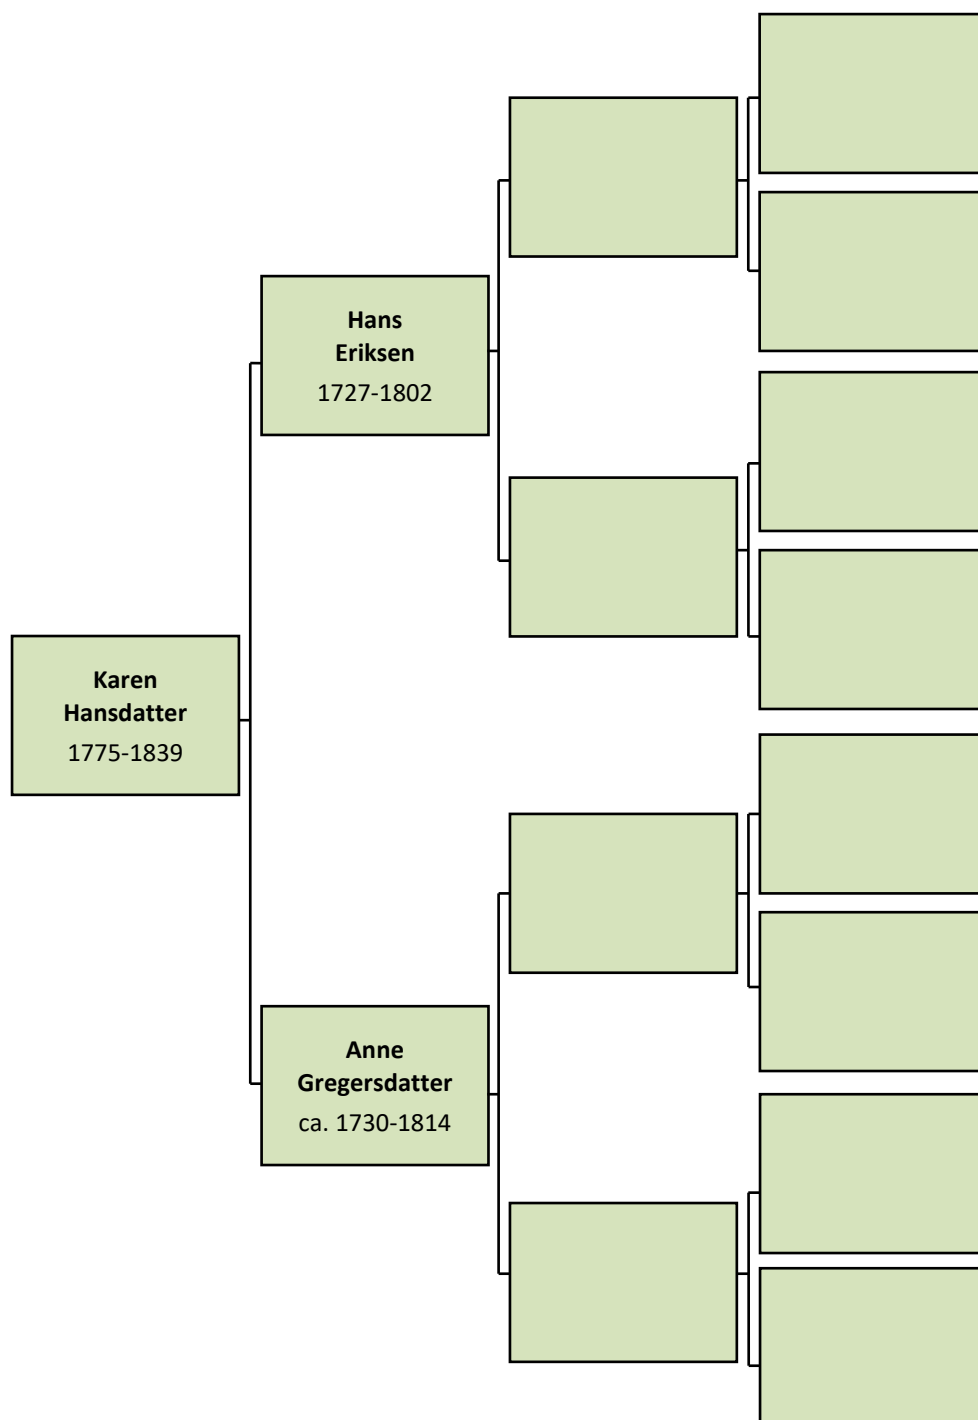 Hans
Eriksen
1727-1802
Karen
Hansdatter
1775-1839
Anne
Gregersdatter
ca. 1730-1814